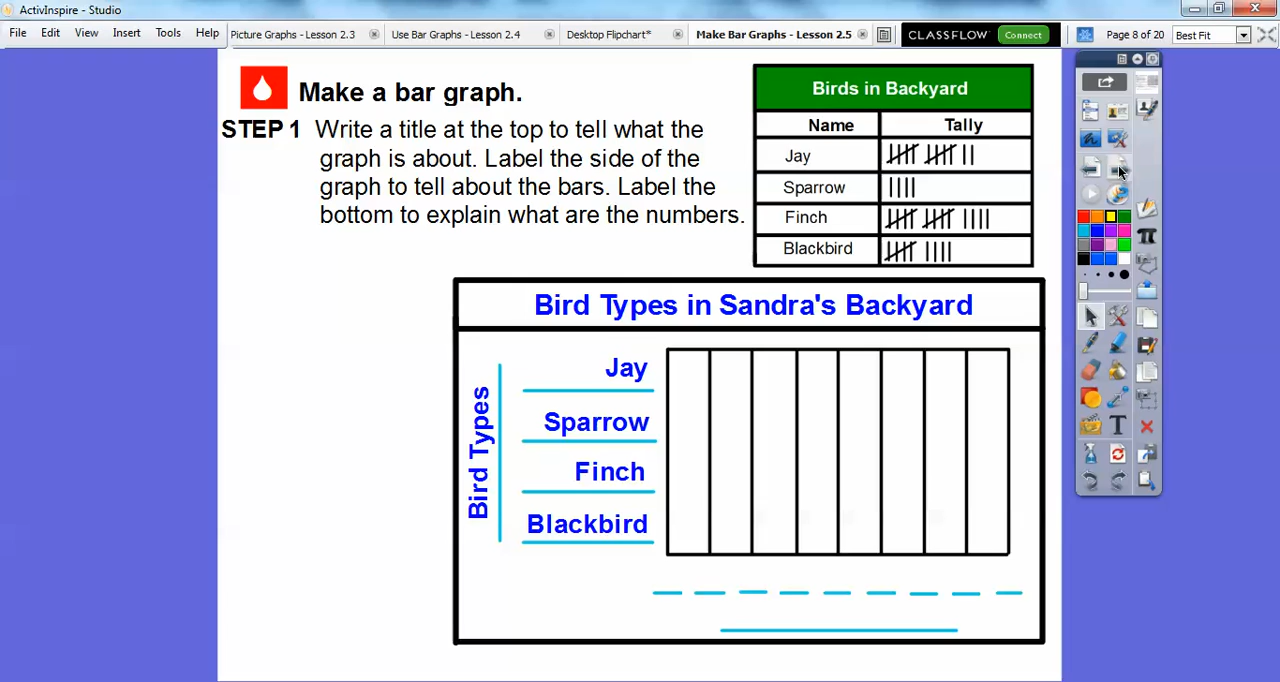 ActivInspire - Studio
File Edit View Insert Tools Help Picture Graphs - Lesson 2.3 Use Bar Graphs - Lesson 2.4 Desktop Flipchart* Make Bar Graphs - Lesson 2.5 CLASSFLOW Connect Page 8 of 20 Best Fit
Make a bar graph.
STEP 1 Write a title at the top to tell what the
graph is about. Label the side of the
graph to tell about the bars. Label the
bottom to explain what are the numbers.
Birds in Backyard
Name Tally
Jay
Sparrow
Finch
Blackbird
Bird Types in Sandra's Backyard
Bird Types
Jay
Sparrow
Finch
Blackbird